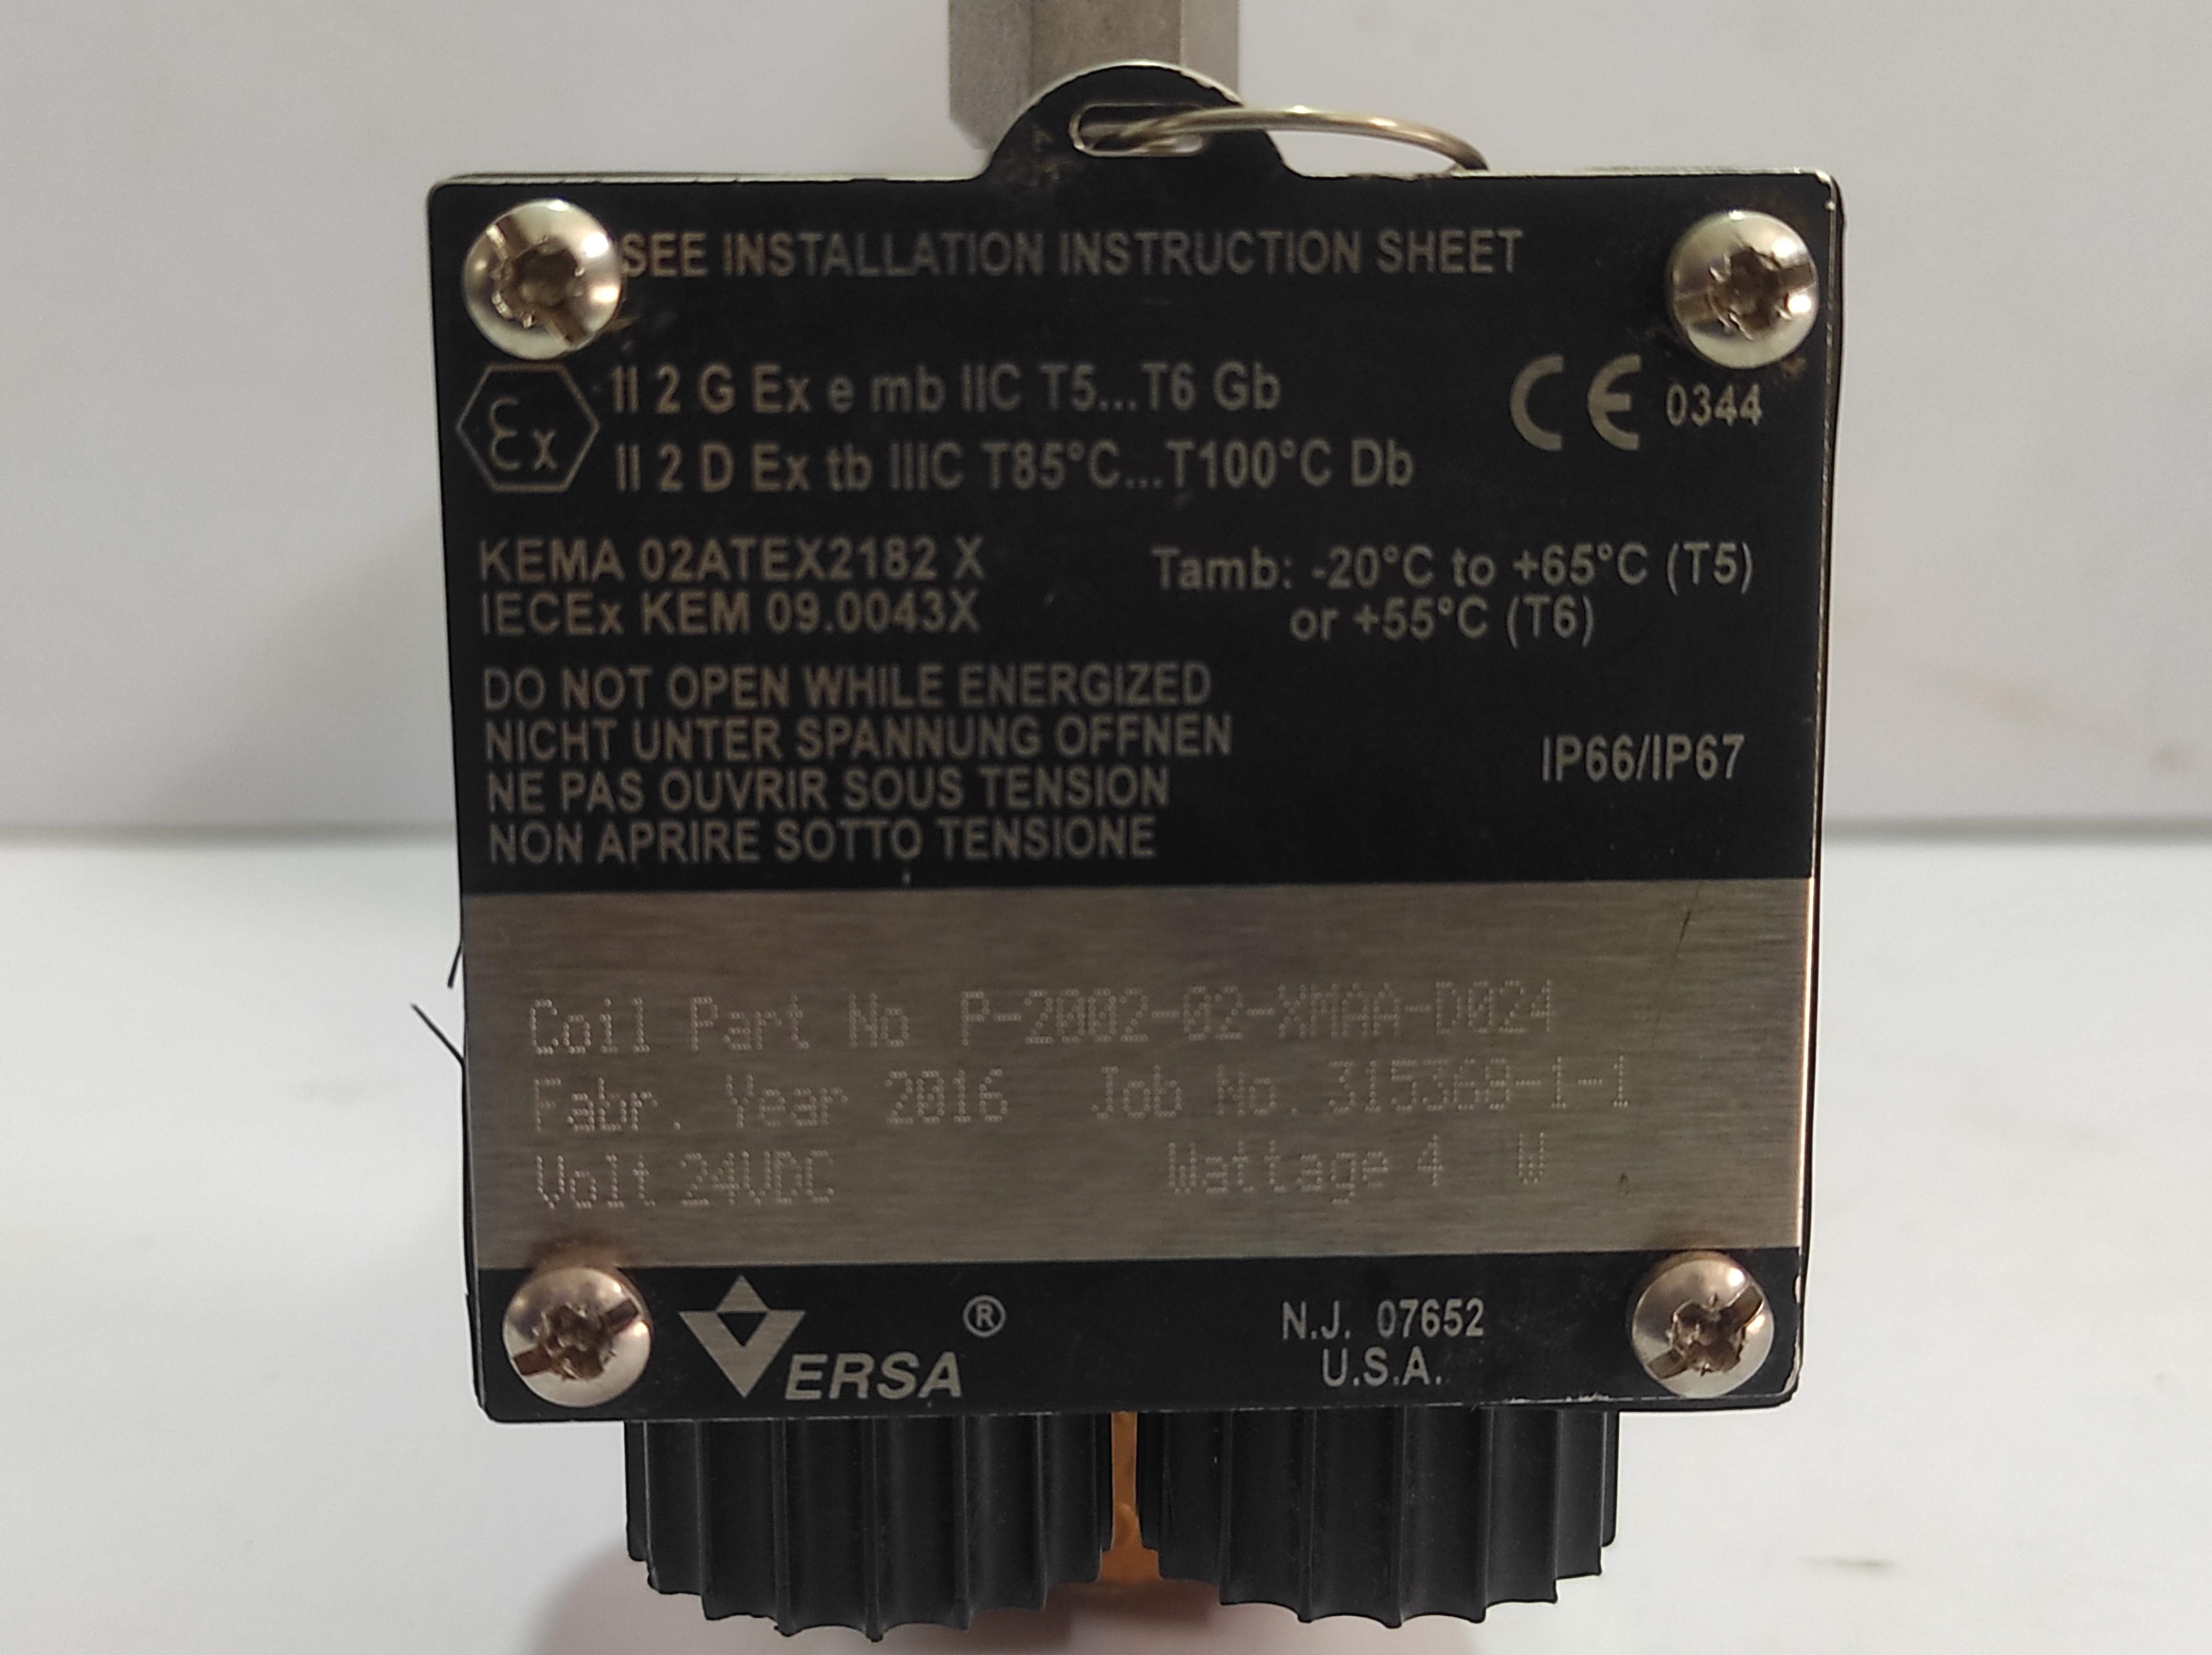 SEE INSTALLATION INSTRUCTION SHEET
Ex II 2 G Ex e mb IIC T5...T6 Gb
II 2 D Ex tb IIIC T85°C...T100°C Db
CE 0344
KEMA 02ATEX2182 X
IECEx KEM 09.0043X
Tamb: -20°C to +65°C (T5)
or +55°C (T6)
DO NOT OPEN WHILE ENERGIZED
NICHT UNTER SPANNUNG OFFNEN
NE PAS OUVRIR SOUS TENSION
NON APRIRE SOTTO TENSIONE
IP66/IP67
Coil Part No P-2002-02-XMAA-D024
Fabr. Year 2016 Job No. 315368-1-1
Volt 24VDC Wattage 4 W
VERSA ®
N.J. 07652
U.S.A.